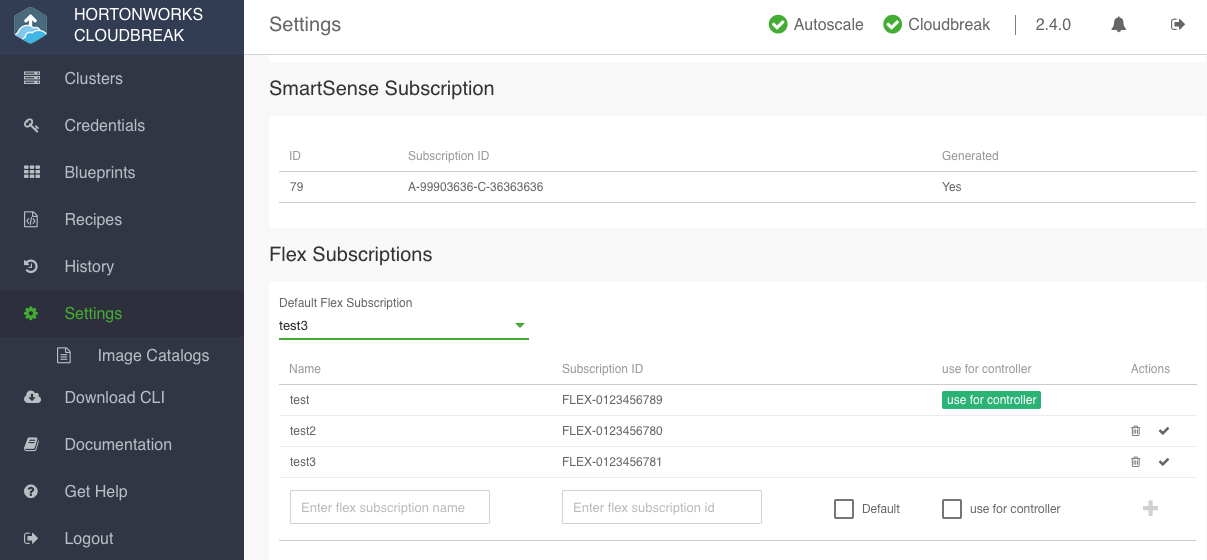 HORTONWORKS
CLOUDBREAK
Clusters
Credentials
Blueprints
Recipes
History
Settings
Image Catalogs
Download CLI
Documentation
Get Help
Logout
Settings
Autoscale
Cloudbreak
2.4.0
SmartSense Subscription
ID Subscription ID Generated
79 A-99903636-C-36363636 Yes
Flex Subscriptions
Default Flex Subscription
test3
Name Subscription ID use for controller Actions
test FLEX-0123456789 use for controller
test2 FLEX-0123456780
test3 FLEX-0123456781
Enter flex subscription name Enter flex subscription id Default use for controller